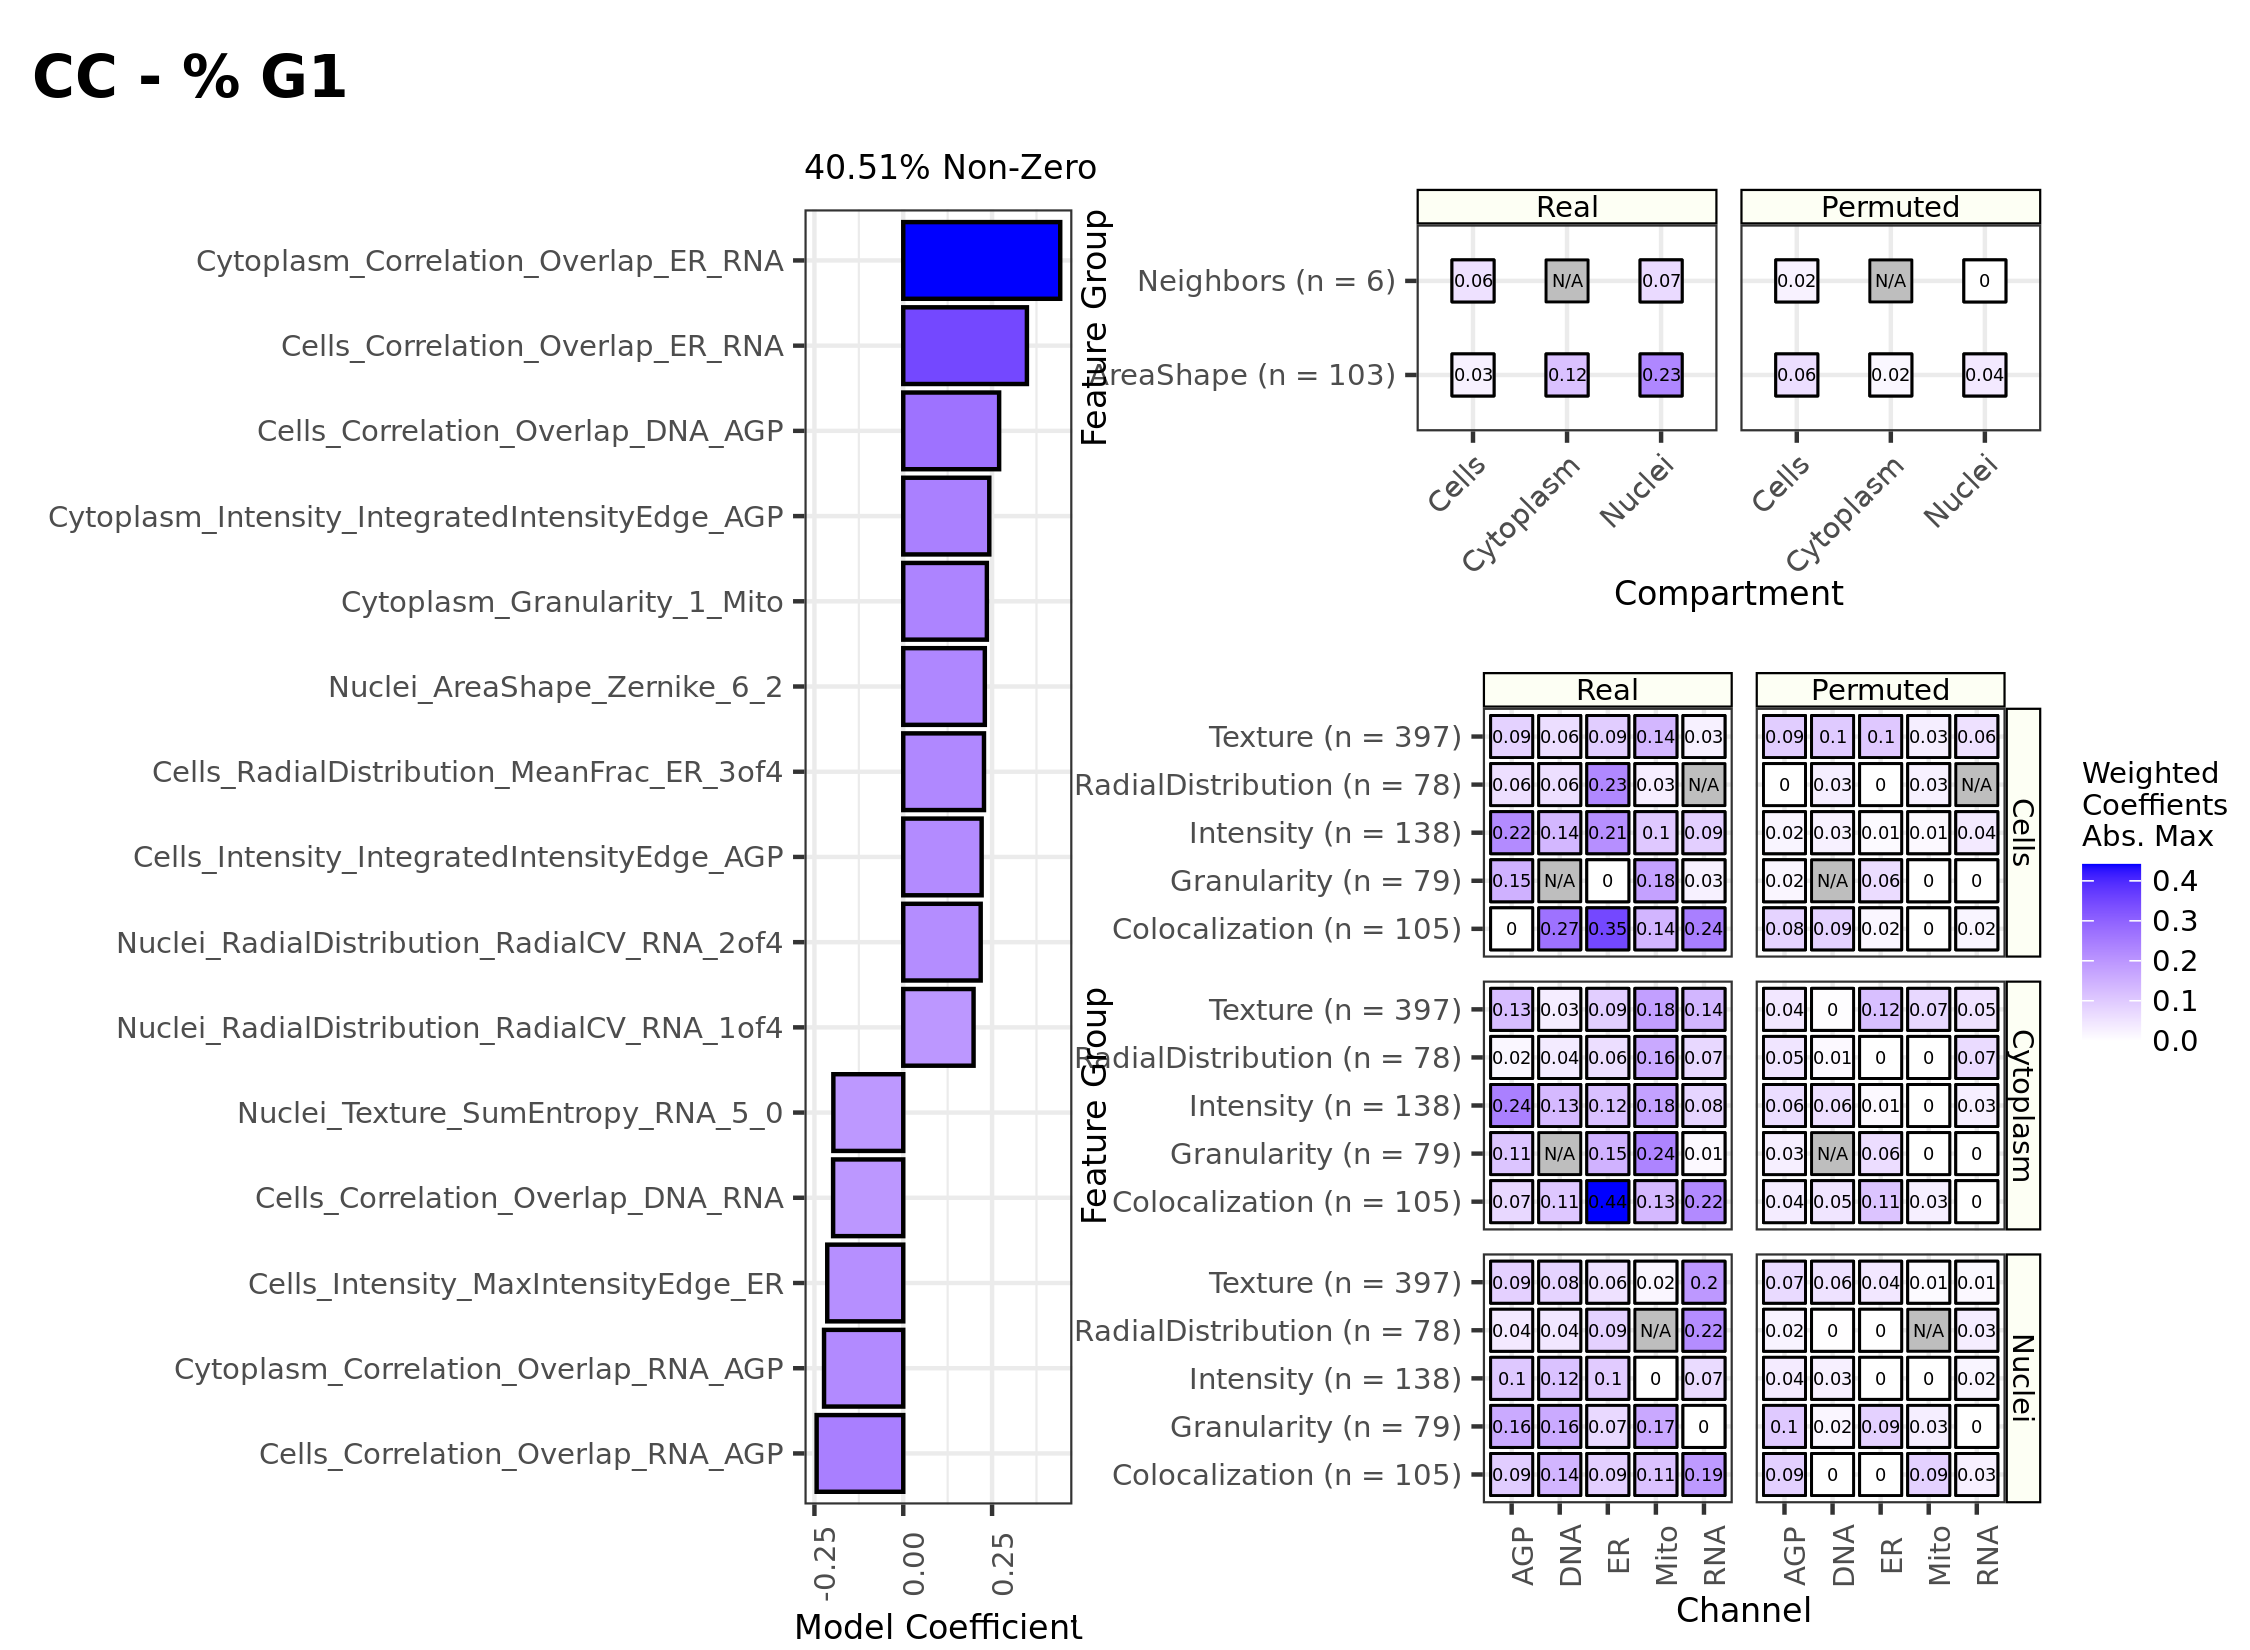 CC - % G1
40.51% Non-Zero
Cytoplasm_Correlation_Overlap_ER_RNA
Cells_Correlation_Overlap_ER_RNA
Cells_Correlation_Overlap_DNA_AGP
Cytoplasm_Intensity_IntegratedIntensityEdge_AGP
Cytoplasm_Granularity_1_Mito
Nuclei_AreaShape_Zernike_6_2
Cells_RadialDistribution_MeanFrac_ER_3of4
Cells_Intensity_IntegratedIntensityEdge_AGP
Nuclei_RadialDistribution_RadialCV_RNA_2of4
Nuclei_RadialDistribution_RadialCV_RNA_1of4
Nuclei_Texture_SumEntropy_RNA_5_0
Cells_Correlation_Overlap_DNA_RNA
Cells_Intensity_MaxIntensityEdge_ER
Cytoplasm_Correlation_Overlap_RNA_AGP
Cells_Correlation_Overlap_RNA_AGP
-0.25 0.00 0.25
Model Coefficient
Feature Group
Real Permuted
Neighbors (n = 6) 0.06 N/A 0.07 0.02 N/A 0
AreaShape (n = 103) 0.03 0.12 0.23 0.06 0.02 0.04
Cells Cytoplasm Nuclei Cells Cytoplasm Nuclei
Compartment
Feature Group
Real Permuted
Cells
Texture (n = 397) 0.09 0.06 0.09 0.14 0.03 0.09 0.1 0.1 0.03 0.06
RadialDistribution (n = 78) 0.06 0.06 0.23 0.03 N/A 0 0.03 0 0.03 N/A
Intensity (n = 138) 0.22 0.14 0.21 0.1 0.09 0.02 0.03 0.01 0.01 0.04
Granularity (n = 79) 0.15 N/A 0 0.18 0.03 0.02 N/A 0.06 0 0
Colocalization (n = 105) 0 0.27 0.35 0.14 0.24 0.08 0.09 0.02 0 0.02
Cytoplasm
Texture (n = 397) 0.13 0.03 0.09 0.18 0.14 0.04 0 0.12 0.07 0.05
RadialDistribution (n = 78) 0.02 0.04 0.06 0.16 0.07 0.05 0.01 0 0 0.07
Intensity (n = 138) 0.24 0.13 0.12 0.18 0.08 0.06 0.06 0.01 0 0.03
Granularity (n = 79) 0.11 N/A 0.15 0.24 0.01 0.03 N/A 0.06 0 0
Colocalization (n = 105) 0.07 0.11 0.44 0.13 0.22 0.04 0.05 0.11 0.03 0
Nuclei
Texture (n = 397) 0.09 0.08 0.06 0.02 0.2 0.07 0.06 0.04 0.01 0.01
RadialDistribution (n = 78) 0.04 0.04 0.09 N/A 0.22 0.02 0 0 N/A 0.03
Intensity (n = 138) 0.1 0.12 0.1 0 0.07 0.04 0.03 0 0 0.02
Granularity (n = 79) 0.16 0.16 0.07 0.17 0 0.1 0.02 0.09 0.03 0
Colocalization (n = 105) 0.09 0.14 0.09 0.11 0.19 0.09 0 0 0.09 0.03
AGP DNA ER Mito RNA AGP DNA ER Mito RNA
Channel
Weighted
Coeffients
Abs. Max
0.4
0.3
0.2
0.1
0.0